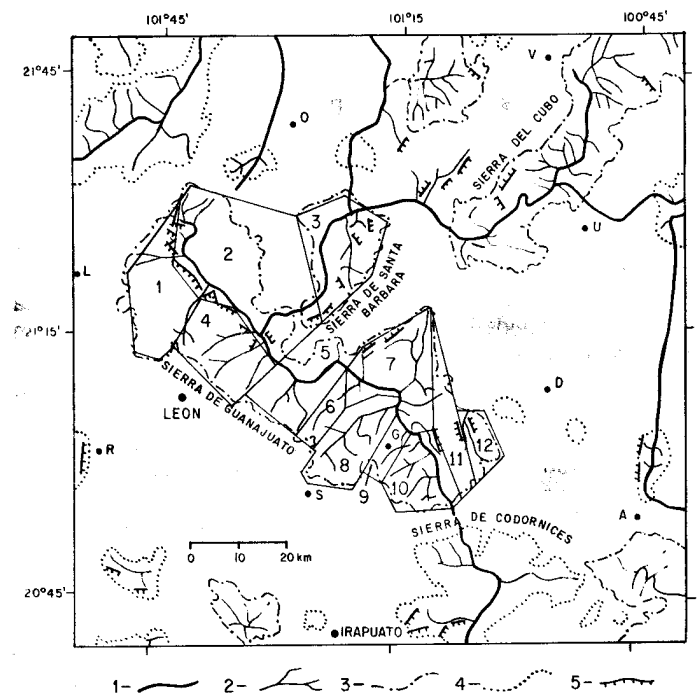 101°45'
101°15'
100°45'
21°45'
V
O
SIERRA DEL CUBO
3
E
E
2
U
L
1
SIERRA DE SANTA
BARBARA
21°15'
4
E
5
7
SIERRA DE GUANAJUATO
LEON
D
6
G
R
8
11
12
S
9
10
A
SIERRA DE CODORNICES
0 10 20 km
20°45'
IRAPUATO
1-
2-
3-
4-
5-